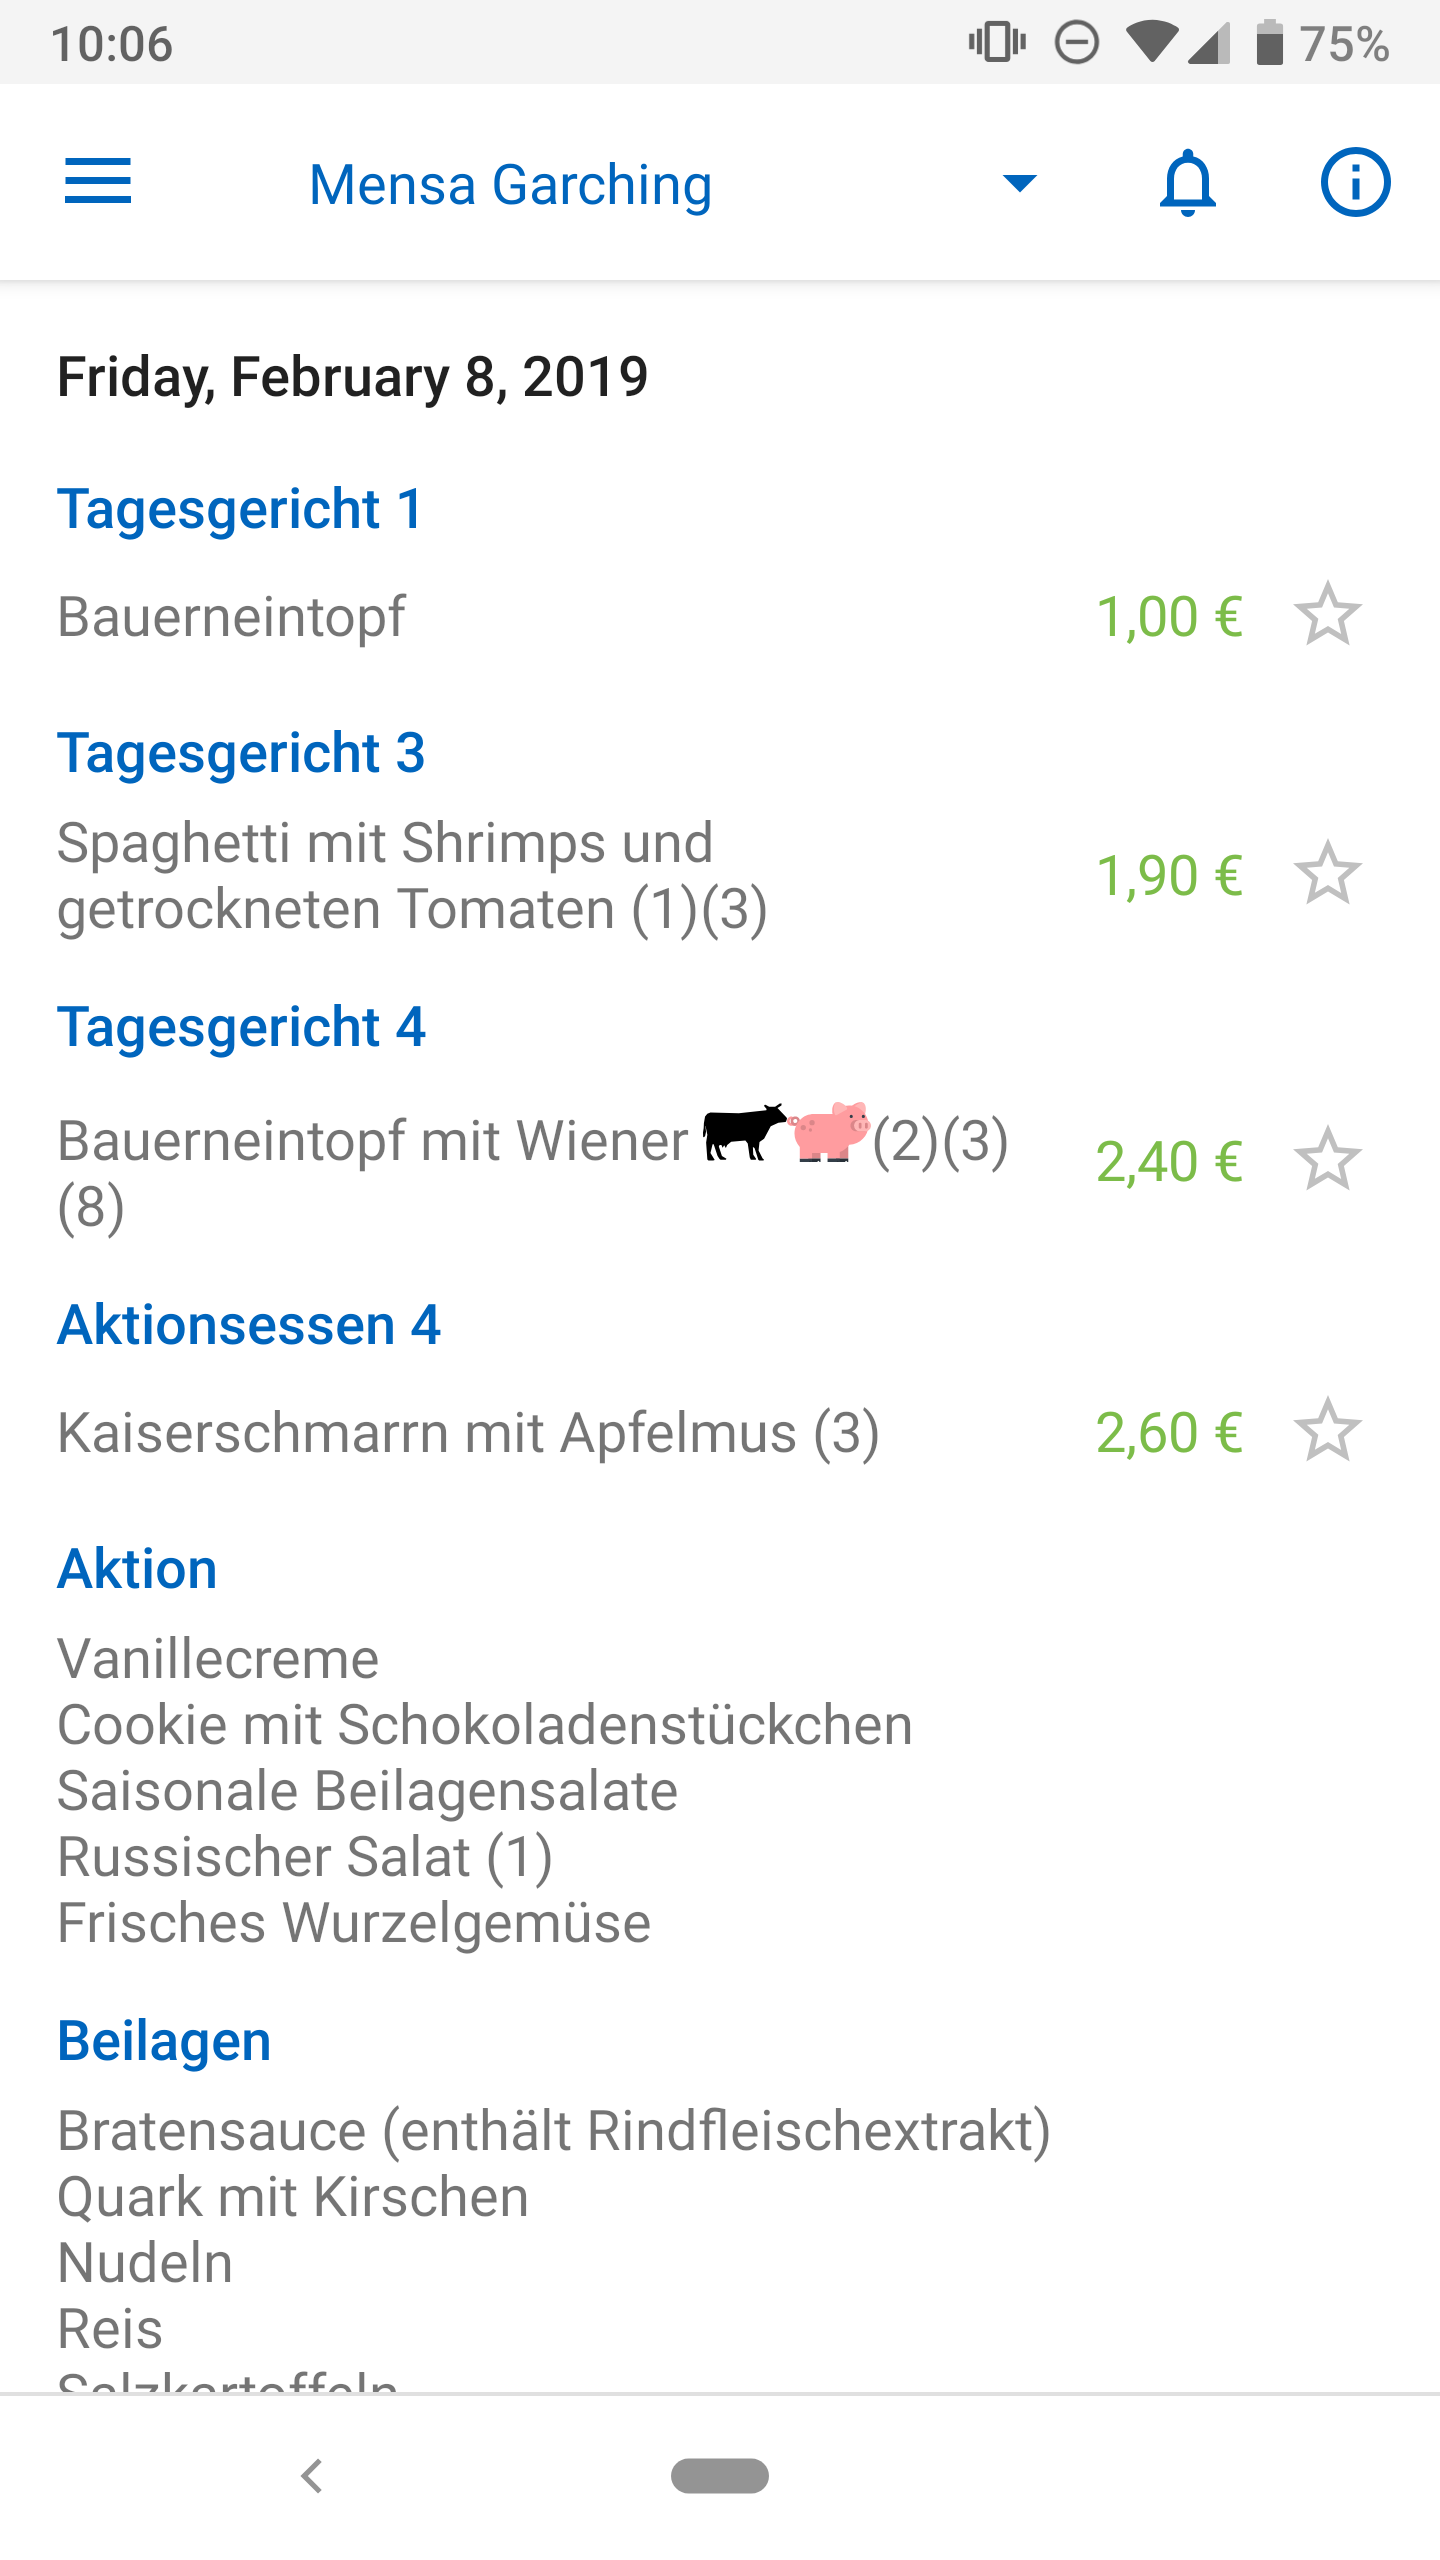 10:06
75%
Mensa Garching
Friday, February 8, 2019
Tagesgericht 1
Bauerneintopf 1,00 €
Tagesgericht 3
Spaghetti mit Shrimps und
getrockneten Tomaten (1)(3)
1,90 €
Tagesgericht 4
Bauerneintopf mit Wiener (2)(3)
(8)
2,40 €
Aktionsessen 4
Kaiserschmarrn mit Apfelmus (3) 2,60 €
Aktion
Vanillecreme
Cookie mit Schokoladenstückchen
Saisonale Beilagensalate
Russischer Salat (1)
Frisches Wurzelgemüse
Beilagen
Bratensauce (enthält Rindfleischextrakt)
Quark mit Kirschen
Nudeln
Reis
Salzkartoffeln